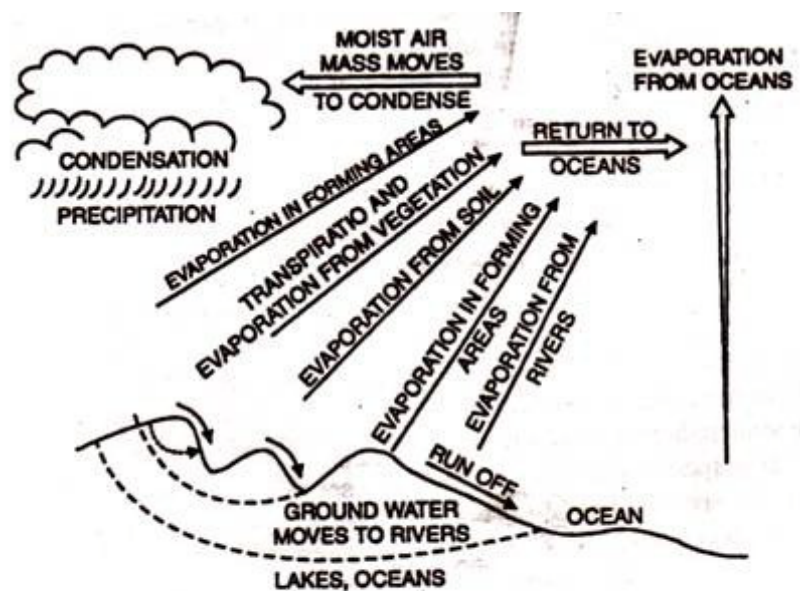 MOIST AIR
MASS MOVES
TO CONDENSE
EVAPORATION
FROM OCEANS
RETURN TO
OCEANS
CONDENSATION
PRECIPITATION
EVAPORATION IN FORMING AREAS
TRANSPIRATIO AND
EVAPORATION FROM VEGETATION
EVAPORATION FROM SOIL
EVAPORATION IN FORMING
AREAS
EVAPORATION FROM
RIVERS
RUN OFF
OCEAN
GROUND WATER
MOVES TO RIVERS
LAKES, OCEANS